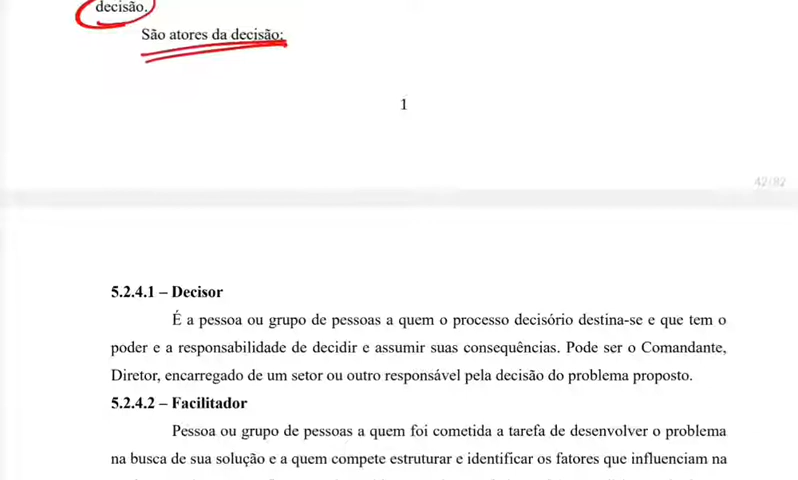 decisão.
São atores da decisão:
1
42/82
5.2.4.1 – Decisor
É a pessoa ou grupo de pessoas a quem o processo decisório destina-se e que tem o
poder e a responsabilidade de decidir e assumir suas consequências. Pode ser o Comandante,
Diretor, encarregado de um setor ou outro responsável pela decisão do problema proposto.
5.2.4.2 – Facilitador
Pessoa ou grupo de pessoas a quem foi cometida a tarefa de desenvolver o problema
na busca de sua solução e a quem compete estruturar e identificar os fatores que influenciam na